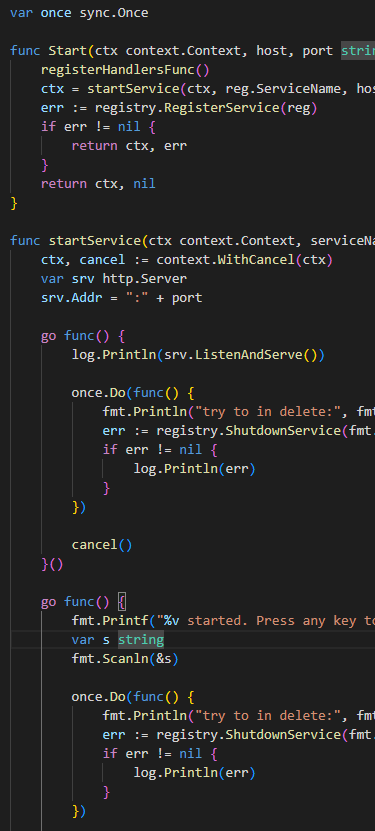 var once sync.Once
func Start(ctx context.Context, host, port strin
registerHandlersFunc()
ctx = startService(ctx, reg.ServiceName, hos
err := registry.RegisterService(reg)
if err != nil {
return ctx, err
}
return ctx, nil
}
func startService(ctx context.Context, serviceNa
ctx, cancel := context.WithCancel(ctx)
var srv http.Server
srv.Addr = ":" + port
go func() {
log.Println(srv.ListenAndServe())
once.Do(func() {
fmt.Println("try to in delete:", fmt
err := registry.ShutdownService(fmt.
if err != nil {
log.Println(err)
}
})
cancel()
}()
go func() {
fmt.Printf("%v started. Press any key to
var s string
fmt.Scanln(&s)
once.Do(func() {
fmt.Println("try to in delete:", fmt
err := registry.ShutdownService(fmt.
if err != nil {
log.Println(err)
}
})